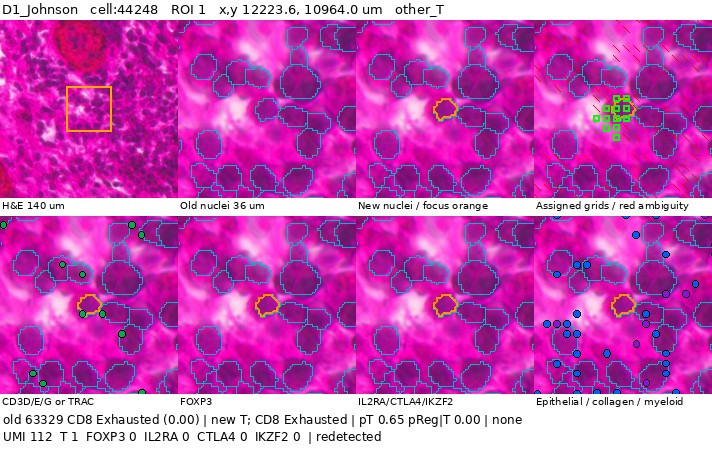 D1_Johnson cell:44248 ROI 1 x,y 12223.6, 10964.0 um other_T
H&E 140 um
Old nuclei 36 um
New nuclei / focus orange
Assigned grids / red ambiguity
CD3D/E/G or TRAC
FOXP3
IL2RA/CTLA4/IKZF2
Epithelial / collagen / myeloid
old 63329 CD8 Exhausted (0.00) | new T; CD8 Exhausted | pT 0.65 pReg|T 0.00 | none
UMI 112 T 1 FOXP3 0 IL2RA 0 CTLA4 0 IKZF2 0 | redetected